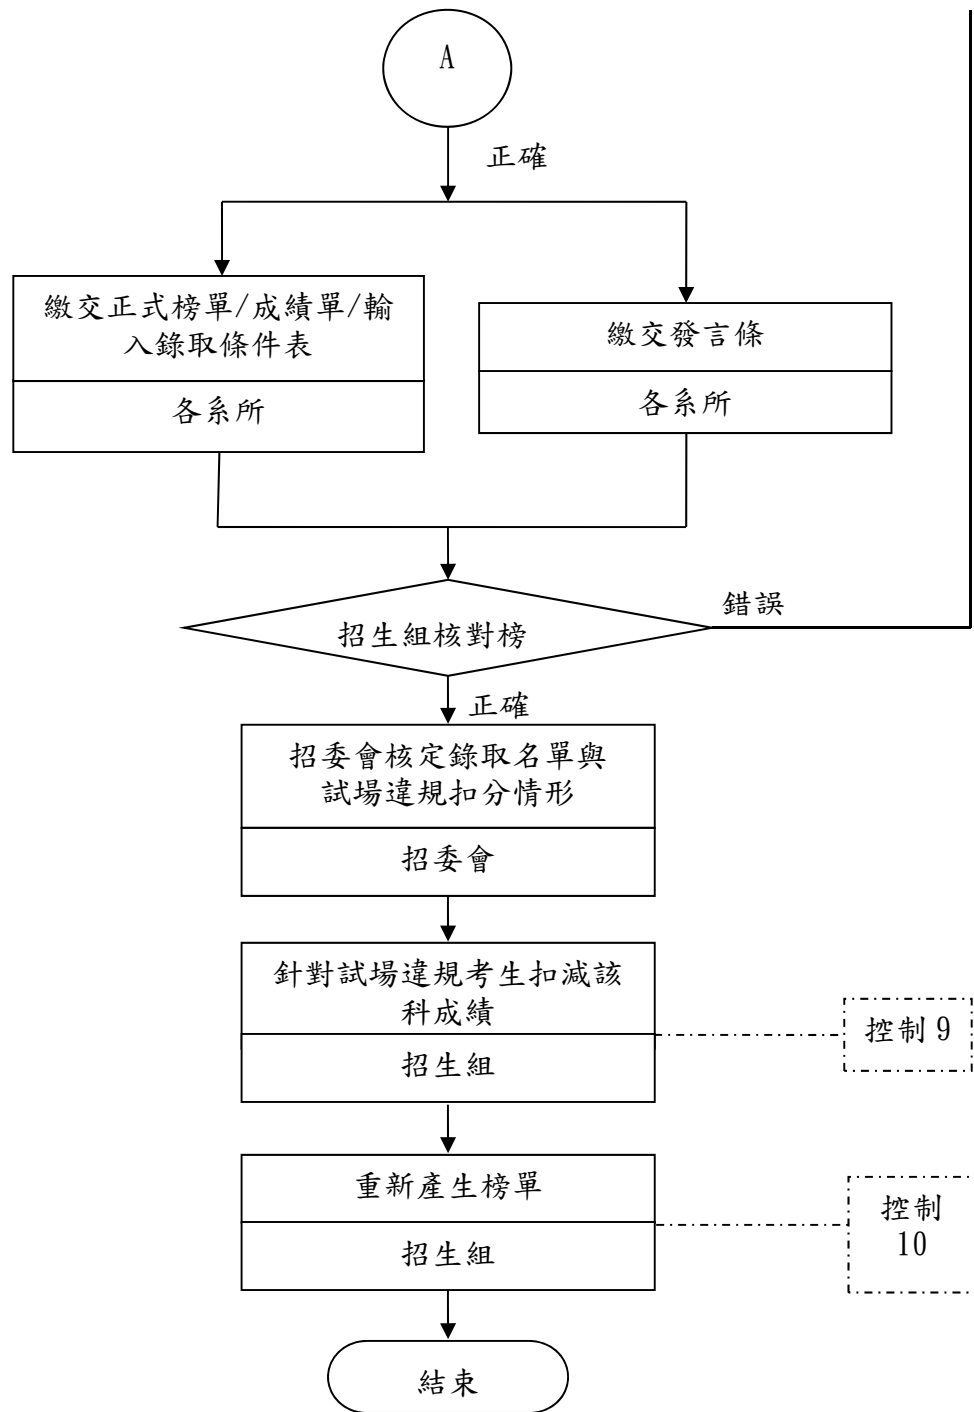 A
正確
繳交正式榜單/成績單/輸
入錄取條件表
各系所
繳交發言條
各系所
錯誤
招生組核對榜
正確
招委會核定錄取名單與
試場違規扣分情形
招委會
針對試場違規考生扣減該
科成績
招生組
控制 9
重新產生榜單
招生組
控制
10
結束